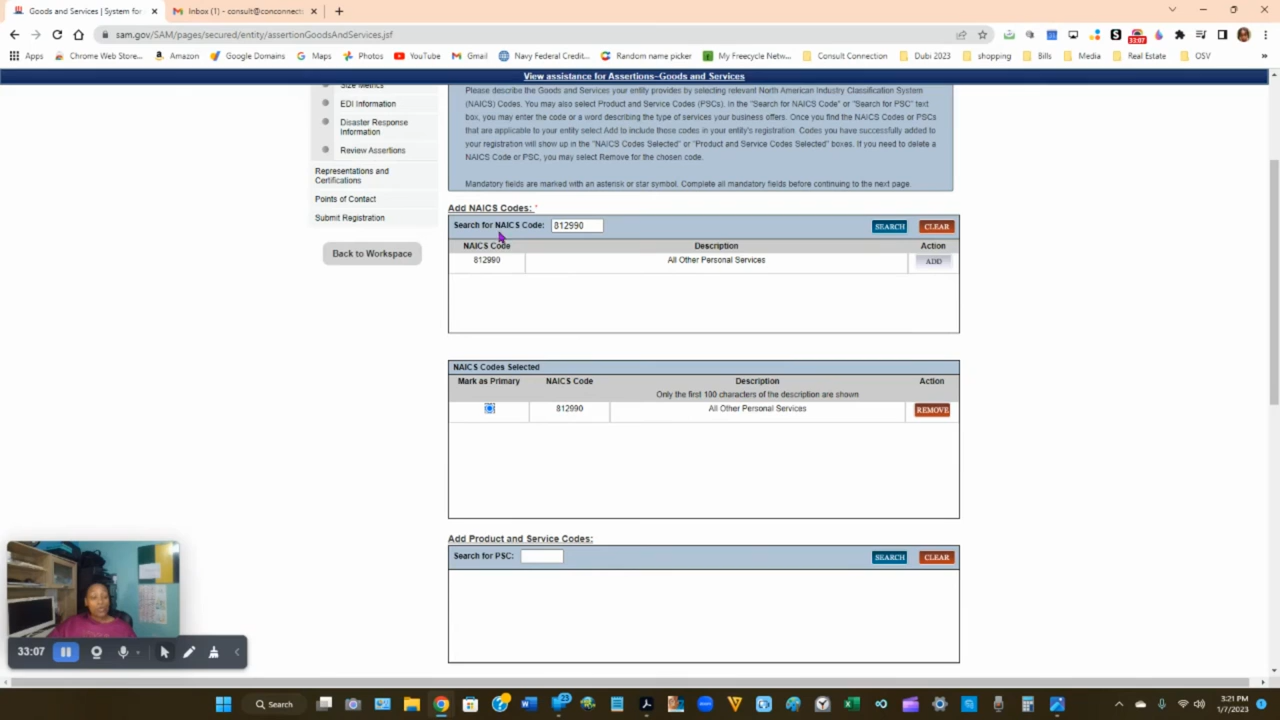 Goods and Services | System for
Inbox (1) - consult@conconnect
sam.gov/SAM/pages/secured/entity/assertionGoodsAndServices.jsf
33:07
Apps
Chrome Web Store...
Amazon
Google Domains
Maps
Photos
YouTube
Gmail
Navy Federal Credit...
Random name picker
My Freecycle Netw...
Consult Connection
Dubi 2023
shopping
Bills
Media
Real Estate
OSV
»
View assistance for Assertions-Goods and Services
Size Metrics
EDI Information
Disaster Response
Information
Review Assertions
Representations and
Certifications
Points of Contact
Submit Registration
Back to Workspace
Please describe the Goods and Services your entity provides by selecting relevant North American Industry Classification System
(NAICS) Codes. You may also select Product and Service Codes (PSCs). In the "Search for NAICS Code" or "Search for PSC" text
box, you may enter the code or a word describing the type of services your business offers. Once you find the NAICS Codes or PSCs
that are applicable to your entity select Add to include those codes in your entity's registration. Codes you have successfully added to
your registration will show up in the "NAICS Codes Selected" or "Product and Service Codes Selected" boxes. If you need to delete a
NAICS Code or PSC, you may select Remove for the chosen code.
Mandatory fields are marked with an asterisk or star symbol. Complete all mandatory fields before continuing to the next page.
Add NAICS Codes: *
Search for NAICS Code: 812990 SEARCH CLEAR
NAICS Code Description Action
812990 All Other Personal Services ADD
NAICS Codes Selected
Mark as Primary NAICS Code Description Action
Only the first 100 characters of the description are shown
812990 All Other Personal Services REMOVE
Add Product and Service Codes:
Search for PSC: SEARCH CLEAR
33:07
Search
23
3:21 PM
1/7/2023